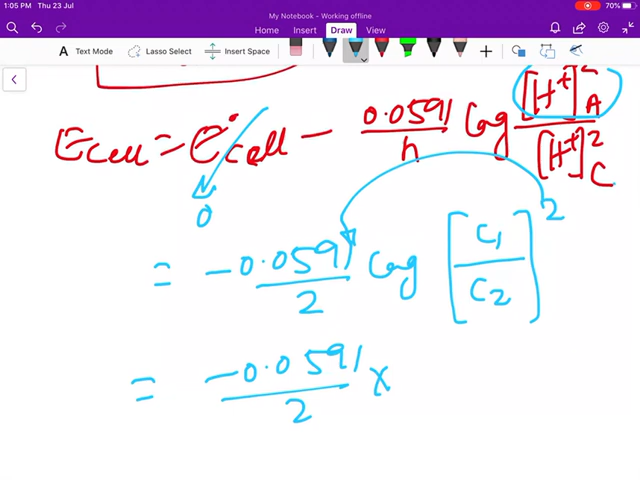 1:05 PM Thu 23 Jul
My Notebook - Working offline
70%
Home Insert Draw View
A Text Mode Lasso Select Insert Space
Ecell = E°cell - 0.0591/n log [H+]²A/[H+]²C
0
= -0.0591/2 log [C1/C2]²
= -0.0591/2 ×